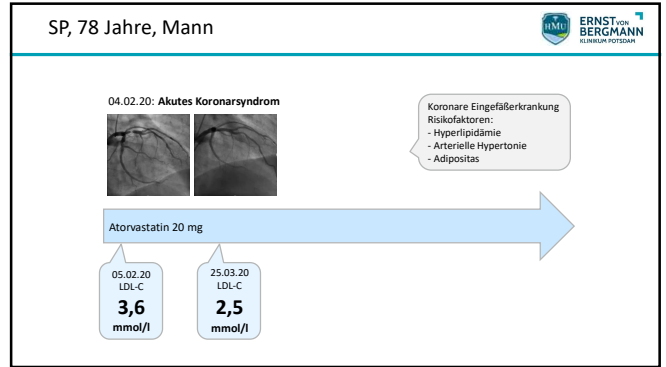 SP, 78 Jahre, Mann
HMU
ERNST VON
BERGMANN
KLINIKUM POTSDAM
04.02.20: Akutes Koronarsyndrom
Koronare Eingefäßerkrankung
Risikofaktoren:
- Hyperlipidämie
- Arterielle Hypertonie
- Adipositas
Atorvastatin 20 mg
05.02.20
LDL-C
3,6
mmol/l
25.03.20
LDL-C
2,5
mmol/l